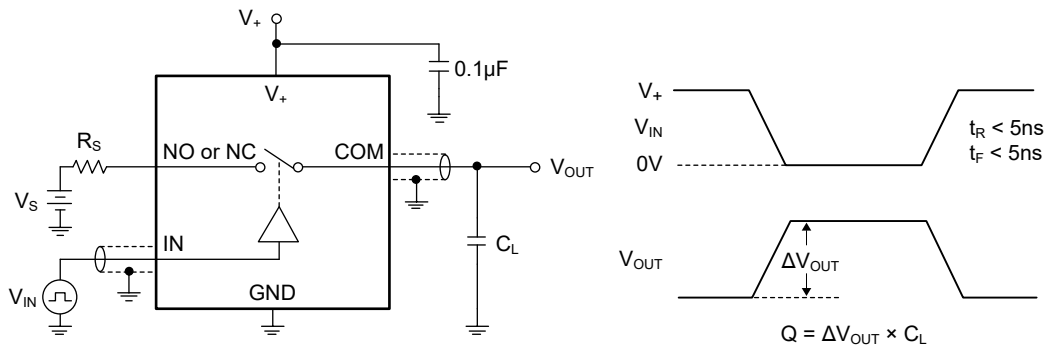 V+
0.1µF
V+
RS
NO or NC
COM
VOUT
VS
IN
CL
VIN
GND
V+
VIN
0V
tR < 5ns
tF < 5ns
VOUT
ΔVOUT
Q = ΔVOUT × CL